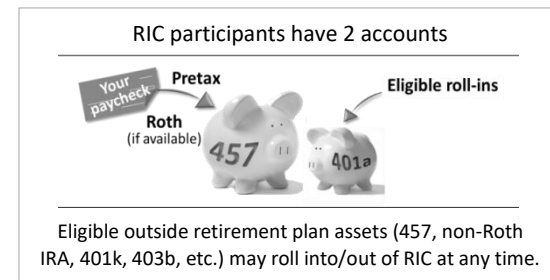 RIC participants have 2 accounts
Your
paycheck
Pretax
Roth
(if available)
Eligible roll-ins
457
401a
Eligible outside retirement plan assets (457, non-Roth
IRA, 401k, 403b, etc.) may roll into/out of RIC at any time.